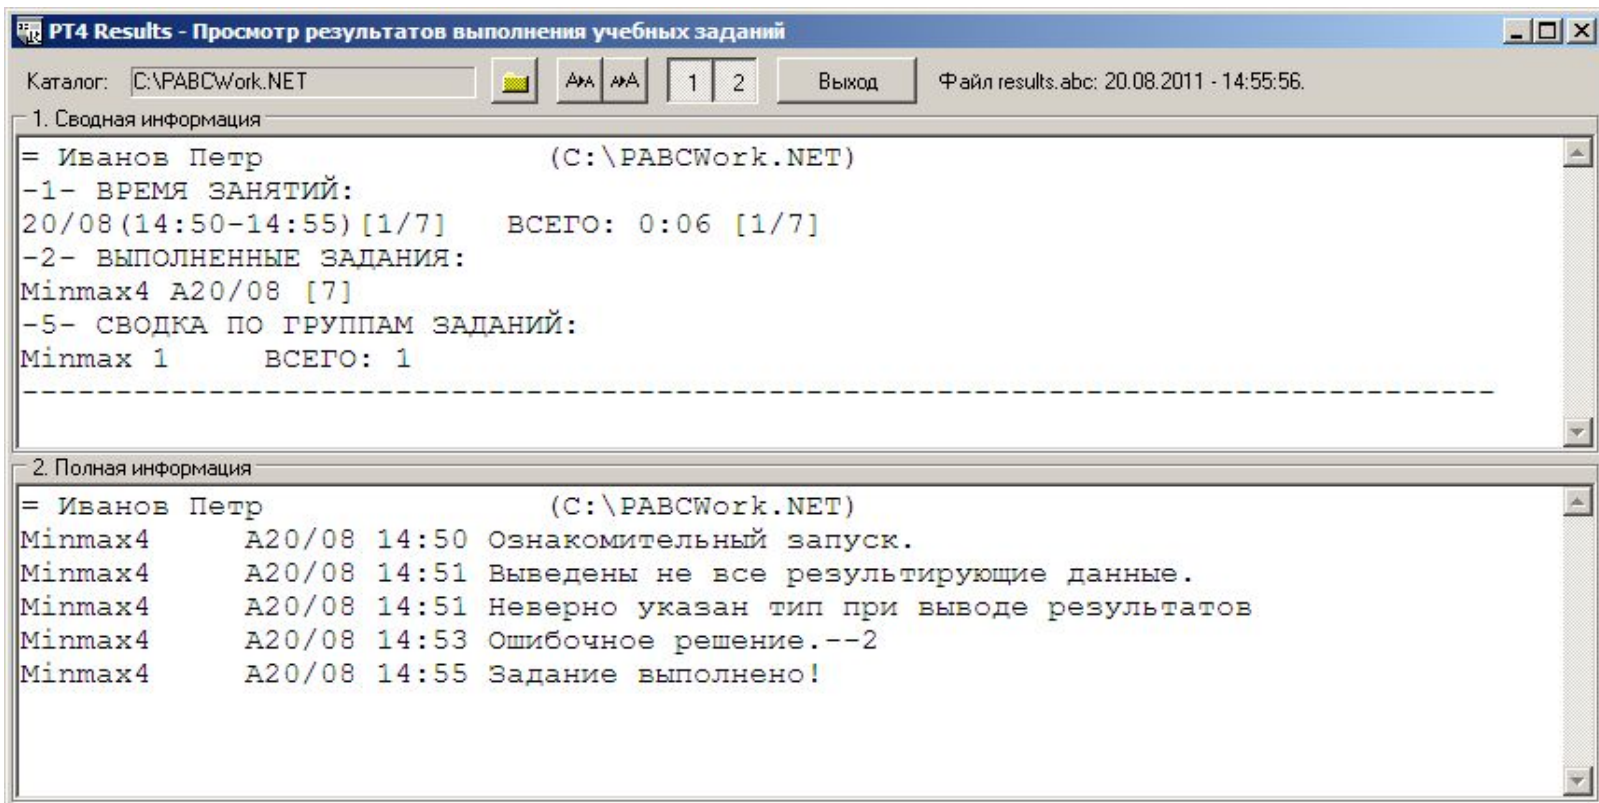 PT4 Results - Просмотр результатов выполнения учебных заданий
Каталог: C:\PABCWork.NET 1 2 Выход Файл results.abc: 20.08.2011 - 14:55:56.
1. Сводная информация
= Иванов Петр (C:\PABCWork.NET)
-1- ВРЕМЯ ЗАНЯТИЙ:
20/08(14:50-14:55)[1/7] ВСЕГО: 0:06 [1/7]
-2- ВЫПОЛНЕННЫЕ ЗАДАНИЯ:
Minmax4 A20/08 [7]
-5- СВОДКА ПО ГРУППАМ ЗАДАНИЙ:
Minmax 1 ВСЕГО: 1
--------------------------------------------------------------------------------
2. Полная информация
= Иванов Петр (C:\PABCWork.NET)
Minmax4 A20/08 14:50 Ознакомительный запуск.
Minmax4 A20/08 14:51 Выведены не все результирующие данные.
Minmax4 A20/08 14:51 Неверно указан тип при выводе результатов
Minmax4 A20/08 14:53 Ошибочное решение.--2
Minmax4 A20/08 14:55 Задание выполнено!